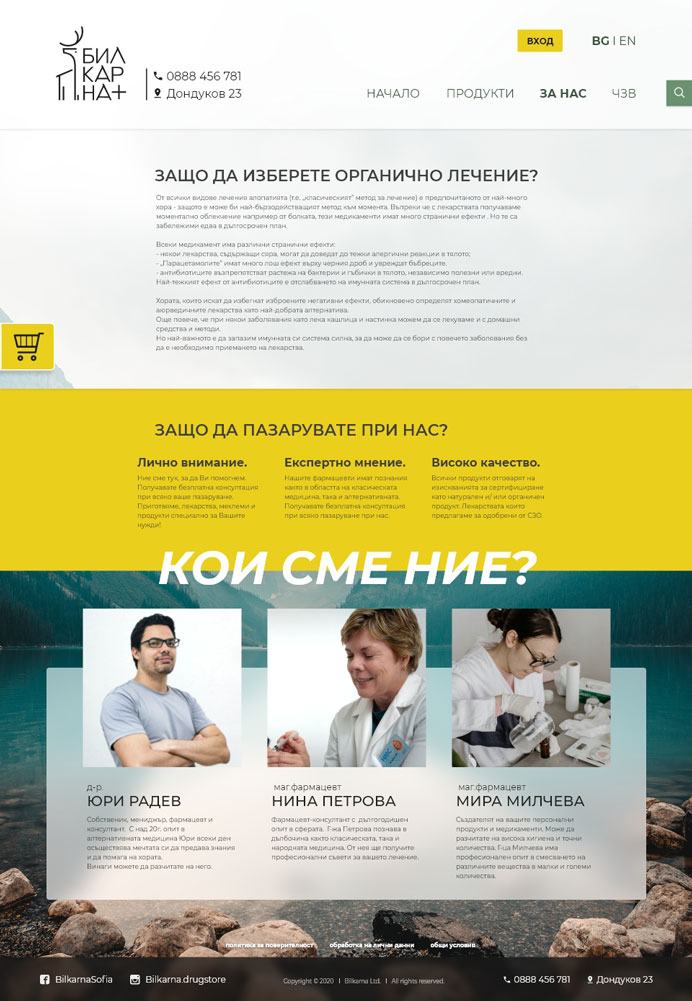 БИЛ
КАР
НА+
0888 456 781
Дондуков 23
ВХОД
BG I EN
НАЧАЛО ПРОДУКТИ ЗА НАС ЧЗВ
ЗАЩО ДА ИЗБЕРЕТЕ ОРГАНИЧНО ЛЕЧЕНИЕ?
От всички видове лечения алопатията (т.е. „класическият" метод за лечение) е предпочитаното от най-много
хора - защото е може би най-бързодействащият метод към момента. Въпреки че с лекарствата получаваме
моментално облекчение например от болката, тези медикаменти имат много странични ефекти . Но те са
забележими едва в дългосрочен план.
Всеки медикамент има различни странични ефекти:
- некои лекарства, съдържащи сяра, могат да доведат до тежки алергични реакции в тялото;
- „Парацетамолите" имат много лош ефект върху черния дроб и увреждат бъбреците.
- антибиотиците възпрепятстват растежа на бактерии и гъбички в тялото, независимо полезни или вредни.
Най-тежкият ефект от антибиотиците е отслабването на имунната система в дългосрочен план.
Хората, които искат да избегнат изброените негативни ефекти, обикновено определят хомеопатичните и
аюрведичните лекарства като най-добрата алтернатива.
Още повече, че при някои заболявания като лека кашлица и настинка можем да се лекуваме и с домашни
средства и методи.
Но най-важното е да запазим имунната си система силна, за да може да се бори с повечето заболявания без
да е необходимо приемането на лекарства.
ЗАЩО ДА ПАЗАРУВАТЕ ПРИ НАС?
Лично внимание.
Ние сме тук, за да Ви помогнем.
Получавате безплатна консултация
при всяко ваше пазаруване.
Приготвяме, лекарства, мехлеми и
продукти специално за Вашите
нужди!
Експертно мнение.
Нашите фармацевти имат познания
както в областта на класическата
медицина, така и алтернативната.
Получавате безплатна консултация
при всяко пазаруване при нас.
Високо качество.
Всички продукти отговарят на
изискванията за сертифициране
като натурален и/ или органичен
продукт. Лекарствата които
предлагаме за одобрени от СЗО.
КОИ СМЕ НИЕ?
д-р.
ЮРИ РАДЕВ
Собственик, мениджър, фармацевт и
консултант. С над 20г. опит в
алтернативната медицина Юри всеки ден
осъществява мечтата си да предава знания
и да помага на хората.
Винаги можете да разчитате на него.
маг.фармацевт
НИНА ПЕТРОВА
Фармацевт-консултант с дългогодишен
опит в сферата. Г-жа Петрова познава в
дълбочина както класическата, така и
народната медицина. От нея ще получите
професионални съвети за вашето лечение.
маг.фармацевт
МИРА МИЛЧЕВА
Създателят на вашите персонални
продукти и медикаменти. Може да
разчитате на висока хигиена и точни
количества. Г-ца Милчева има
професионален опит в смесването на
различните вещества в малки и големи
количества.
политика за поверителност обработка на лични данни общи условия
BilkarnaSofia Bilkarna.drugstore Copyright © 2020 I Bilkarna Ltd. I All rights reserved. 0888 456 781 Дондуков 23